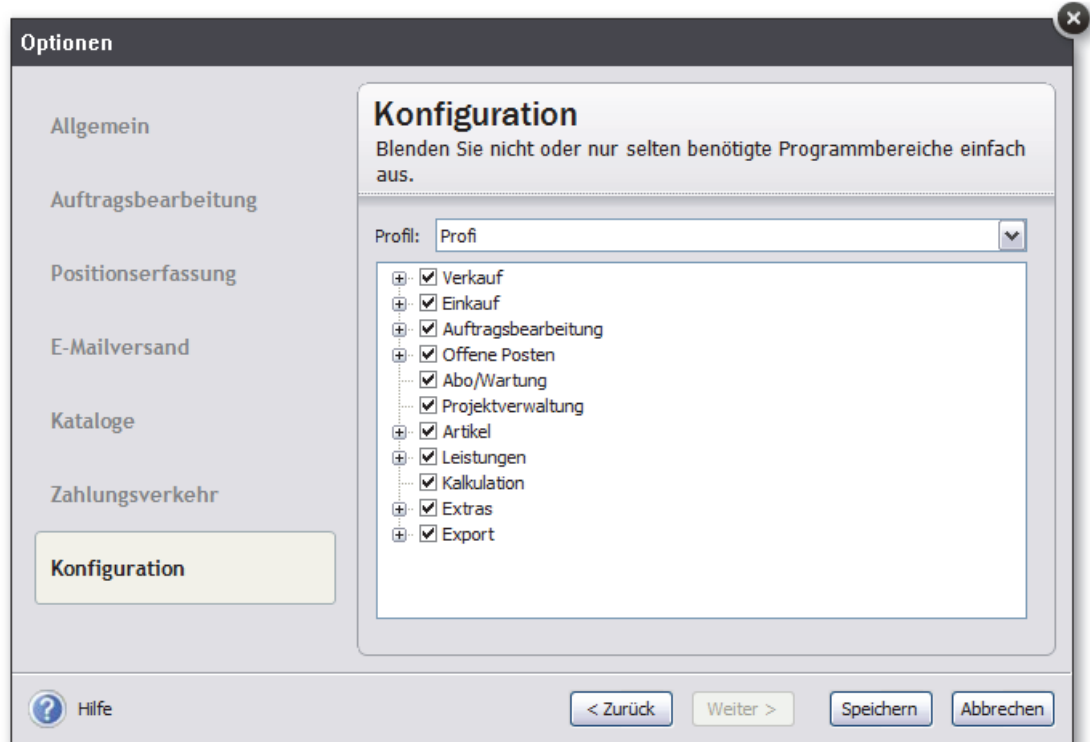 Optionen
Allgemein
Auftragsbearbeitung
Positionserfassung
E-Mailversand
Kataloge
Zahlungsverkehr
Konfiguration
Konfiguration
Blenden Sie nicht oder nur selten benötigte Programmbereiche einfach
aus.
Profil: Profi
Verkauf
Einkauf
Auftragsbearbeitung
Offene Posten
Abo/Wartung
Projektverwaltung
Artikel
Leistungen
Kalkulation
Extras
Export
Hilfe
< Zurück
Weiter >
Speichern
Abbrechen